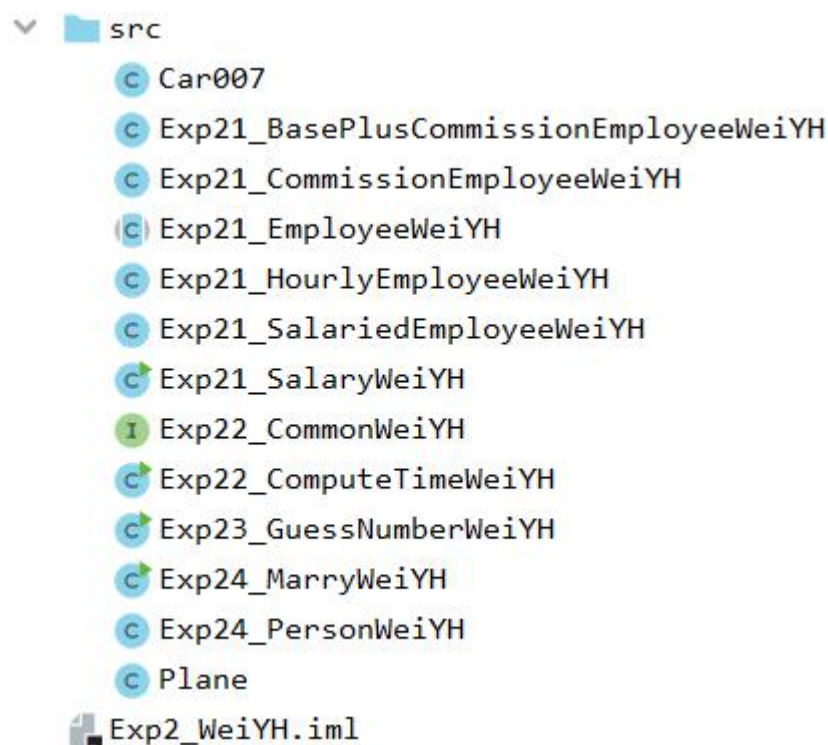 src
C Car007
C Exp21_BasePlusCommissionEmployeeWeiYH
C Exp21_CommissionEmployeeWeiYH
C Exp21_EmployeeWeiYH
C Exp21_HourlyEmployeeWeiYH
C Exp21_SalariedEmployeeWeiYH
C Exp21_SalaryWeiYH
I Exp22_CommonWeiYH
C Exp22_ComputeTimeWeiYH
C Exp23_GuessNumberWeiYH
C Exp24_MarryWeiYH
C Exp24_PersonWeiYH
C Plane
Exp2_WeiYH.iml